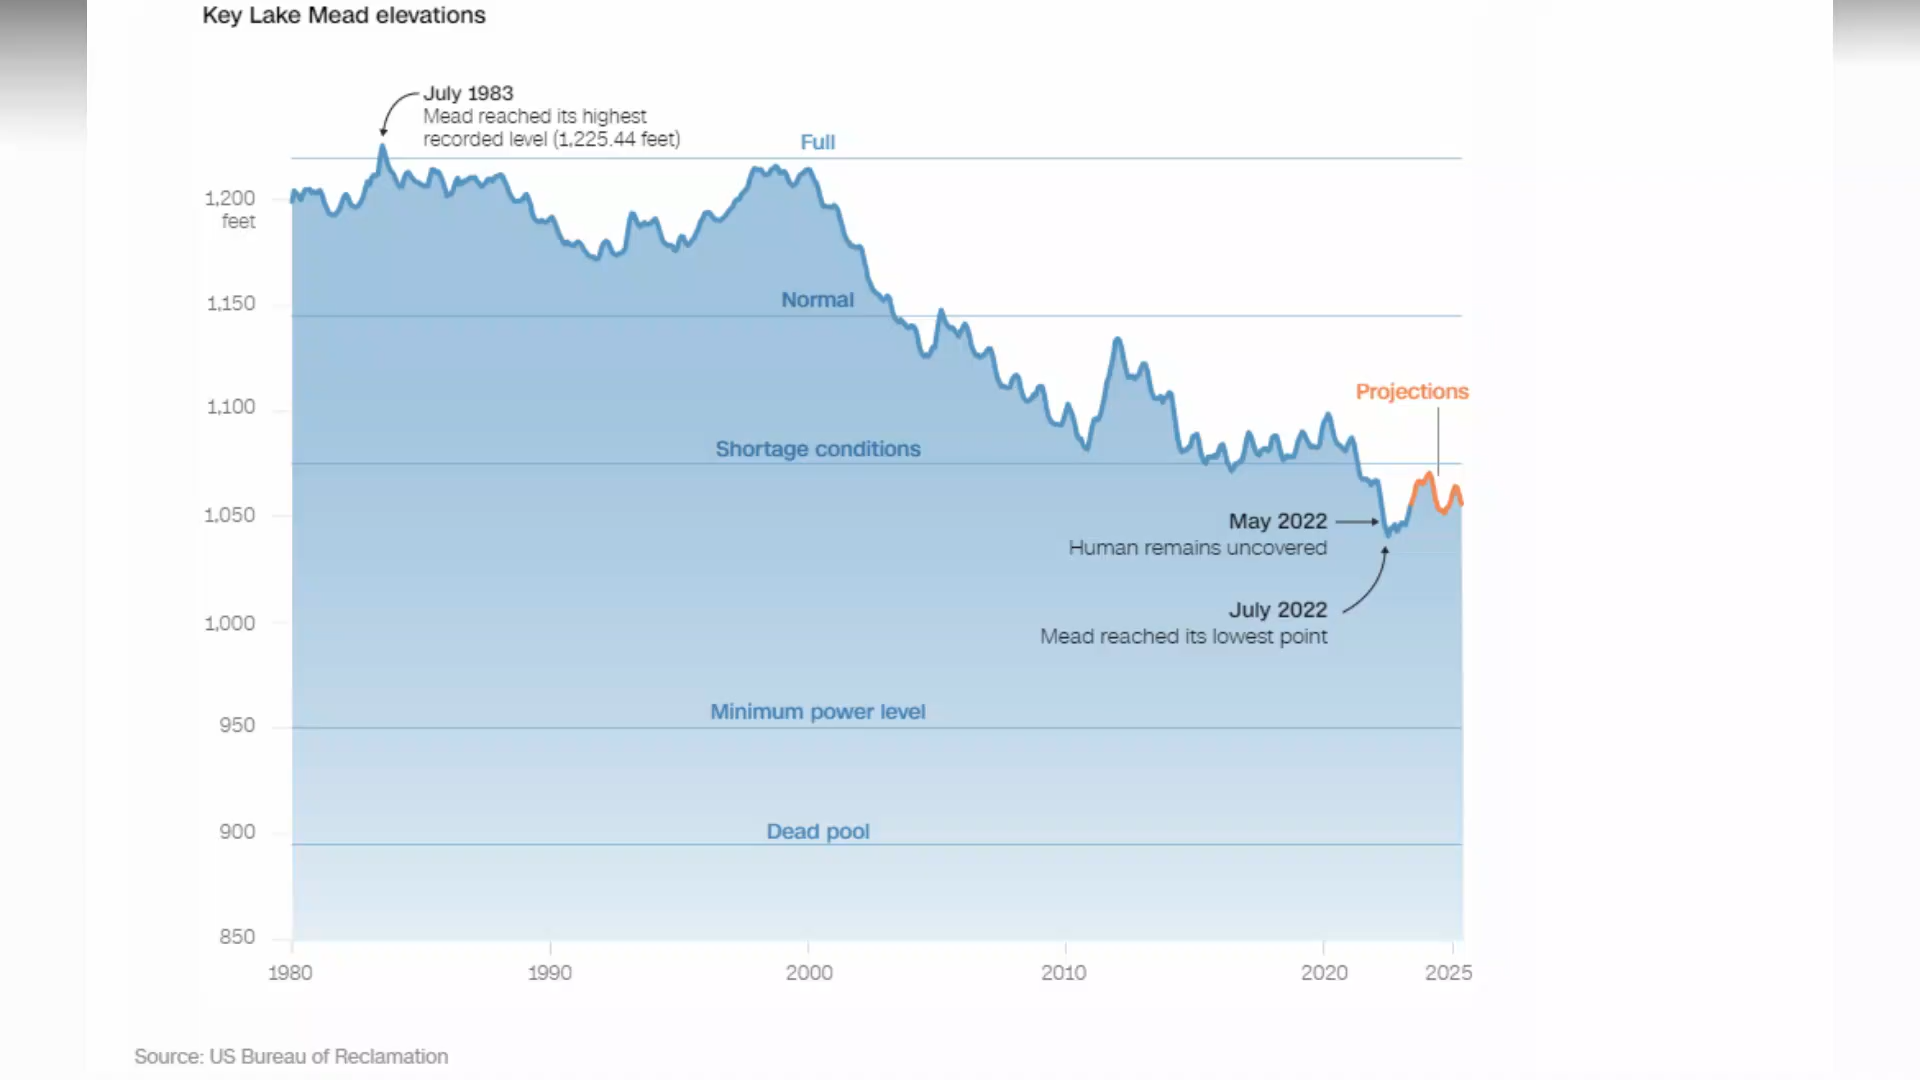 Key Lake Mead elevations
July 1983
Mead reached its highest
recorded level (1,225.44 feet)
Full
1,200
feet
Normal
1,150
Projections
1,100
Shortage conditions
1,050
May 2022
Human remains uncovered
July 2022
1,000
Mead reached its lowest point
Minimum power level
950
Dead pool
900
850
1980 1990 2000 2010 2020 2025
Source: US Bureau of Reclamation